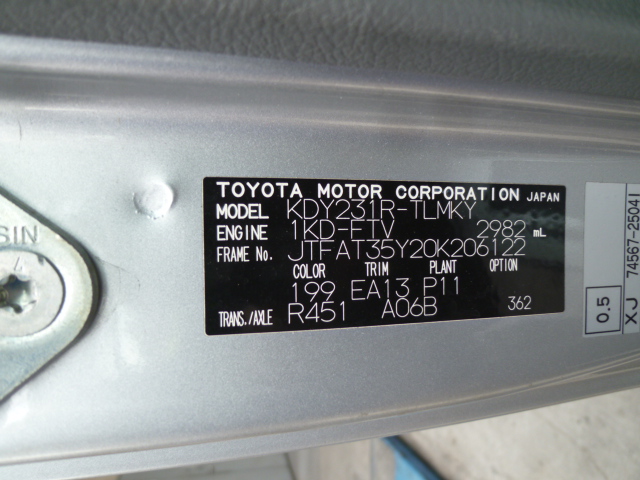 TOYOTA MOTOR CORPORATION JAPAN
MODEL KDY231R-TLMKY
ENGINE 1KD-FTV 2982 mL
FRAME No. JTFAT35Y20K206122
COLOR TRIM PLANT OPTION
199 EA13 P11
TRANS./AXLE R451 A06B 362
0.5
XJ 74567-25041
SIN